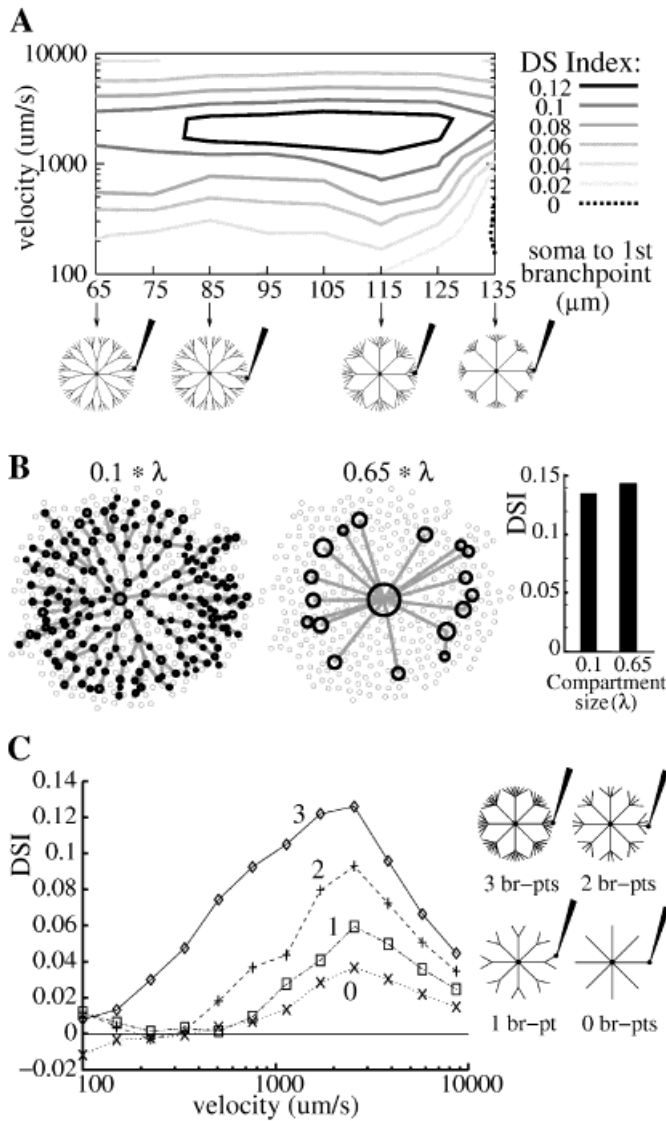 A
10000
1000
100
velocity (um/s)
65 75 85 95 105 115 125 135
DS Index:
0.12
0.1
0.08
0.06
0.04
0.02
0
soma to 1st
branchpoint
(μm)
B
0.1 * λ
0.65 * λ
0.15
0.1
0.05
0
DSI
0.1 0.65
Compartment
size(λ)
C
0.14
0.12
0.1
0.08
0.06
0.04
0.02
0
−0.02
DSI
3
2
1
0
100 1000 10000
velocity (um/s)
3 br−pts 2 br−pts
1 br−pt 0 br−pts